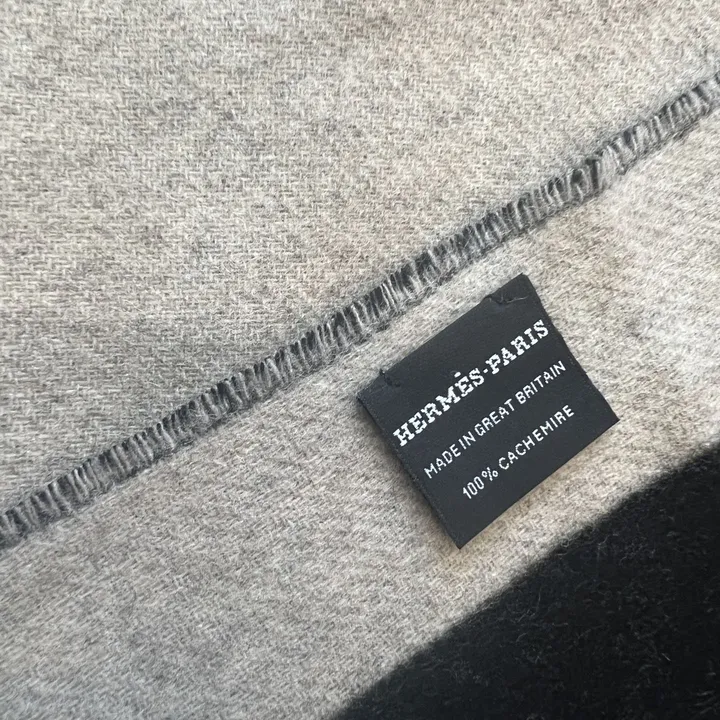 HERMÈS-PARIS
MADE IN GREAT BRITAIN
100% CACHEMIRE